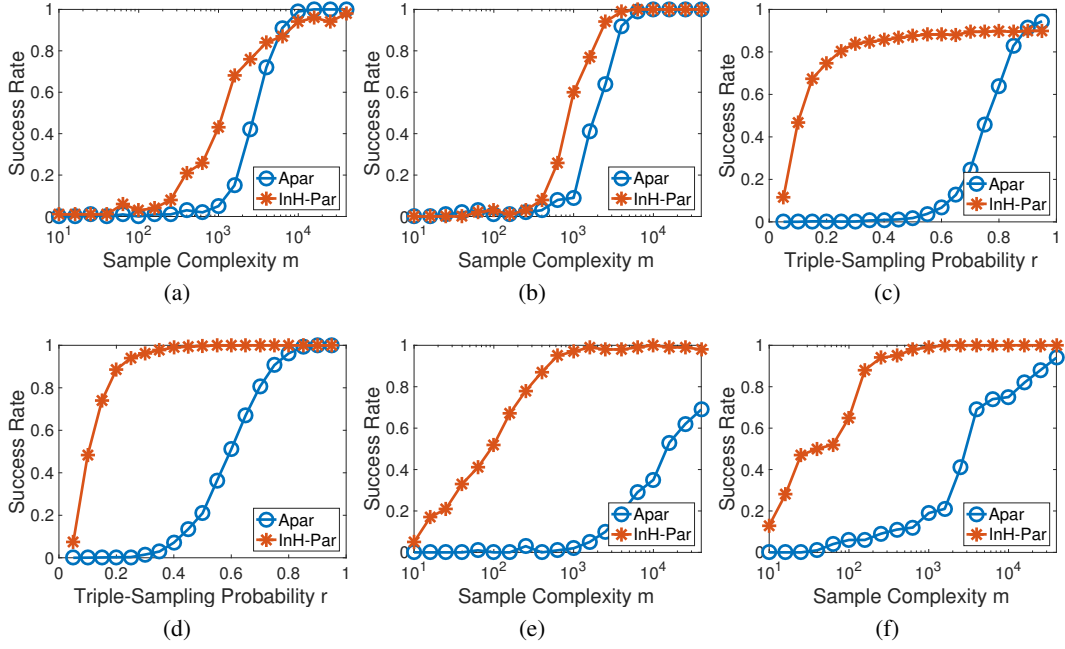 1
0.8
0.6
0.4
0.2
0
Success Rate
Apar
InH-Par
10^1 10^2 10^3 10^4
Sample Complexity m
(a)
1
0.8
0.6
0.4
0.2
0
Success Rate
Apar
InH-Par
10^1 10^2 10^3 10^4
Sample Complexity m
(b)
1
0.8
0.6
0.4
0.2
0
Success Rate
Apar
InH-Par
0 0.2 0.4 0.6 0.8 1
Triple-Sampling Probability r
(c)
1
0.8
0.6
0.4
0.2
0
Success Rate
Apar
InH-Par
0 0.2 0.4 0.6 0.8 1
Triple-Sampling Probability r
(d)
1
0.8
0.6
0.4
0.2
0
Success Rate
Apar
InH-Par
10^1 10^2 10^3 10^4
Sample Complexity m
(e)
1
0.8
0.6
0.4
0.2
0
Success Rate
Apar
InH-Par
10^1 10^2 10^3 10^4
Sample Complexity m
(f)